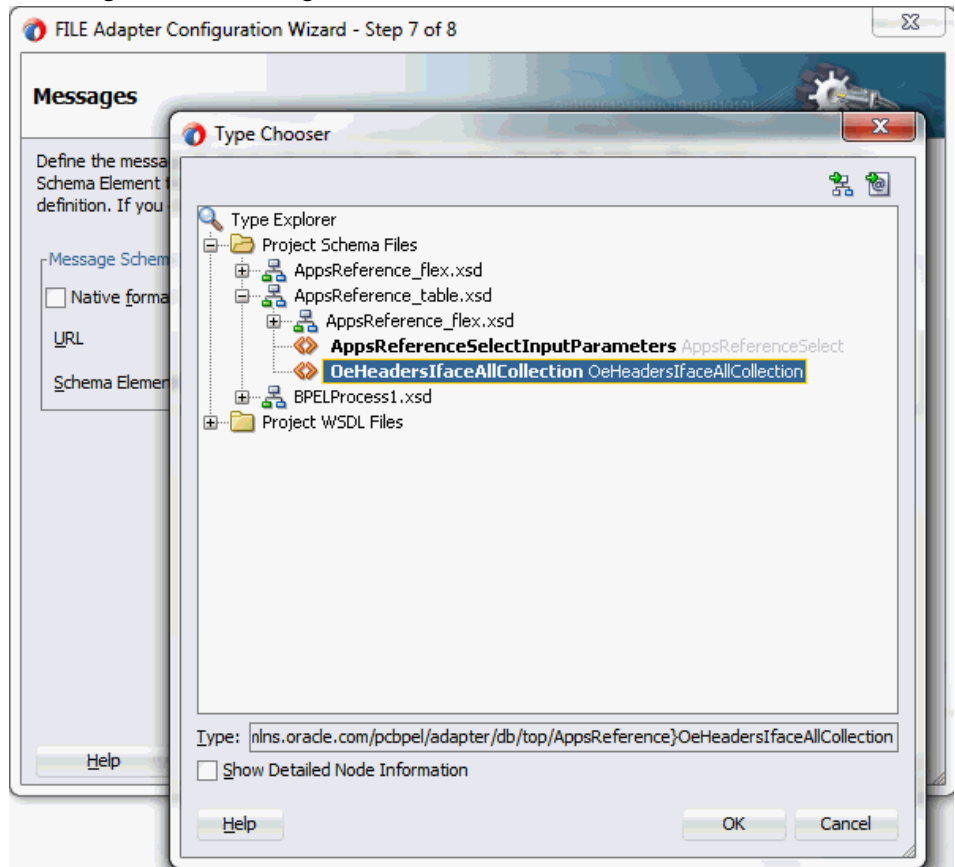 FILE Adapter Configuration Wizard - Step 7 of 8
Messages
Type Chooser
Define the messa
Schema Element
definition. If you
Type Explorer
Project Schema Files
AppsReference_flex.xsd
AppsReference_table.xsd
AppsReference_flex.xsd
AppsReferenceSelectInputParameters AppsReferenceSelect
OeHeadersIfaceAllCollection OeHeadersIfaceAllCollection
BPELProcess1.xsd
Project WSDL Files
Message Schem
Native forma
URL
Schema Elemen
Type: nlns.oracle.com/pcbpel/adapter/db/top/AppsReference}OeHeadersIfaceAllCollection
Show Detailed Node Information
Help
Help
OK
Cancel